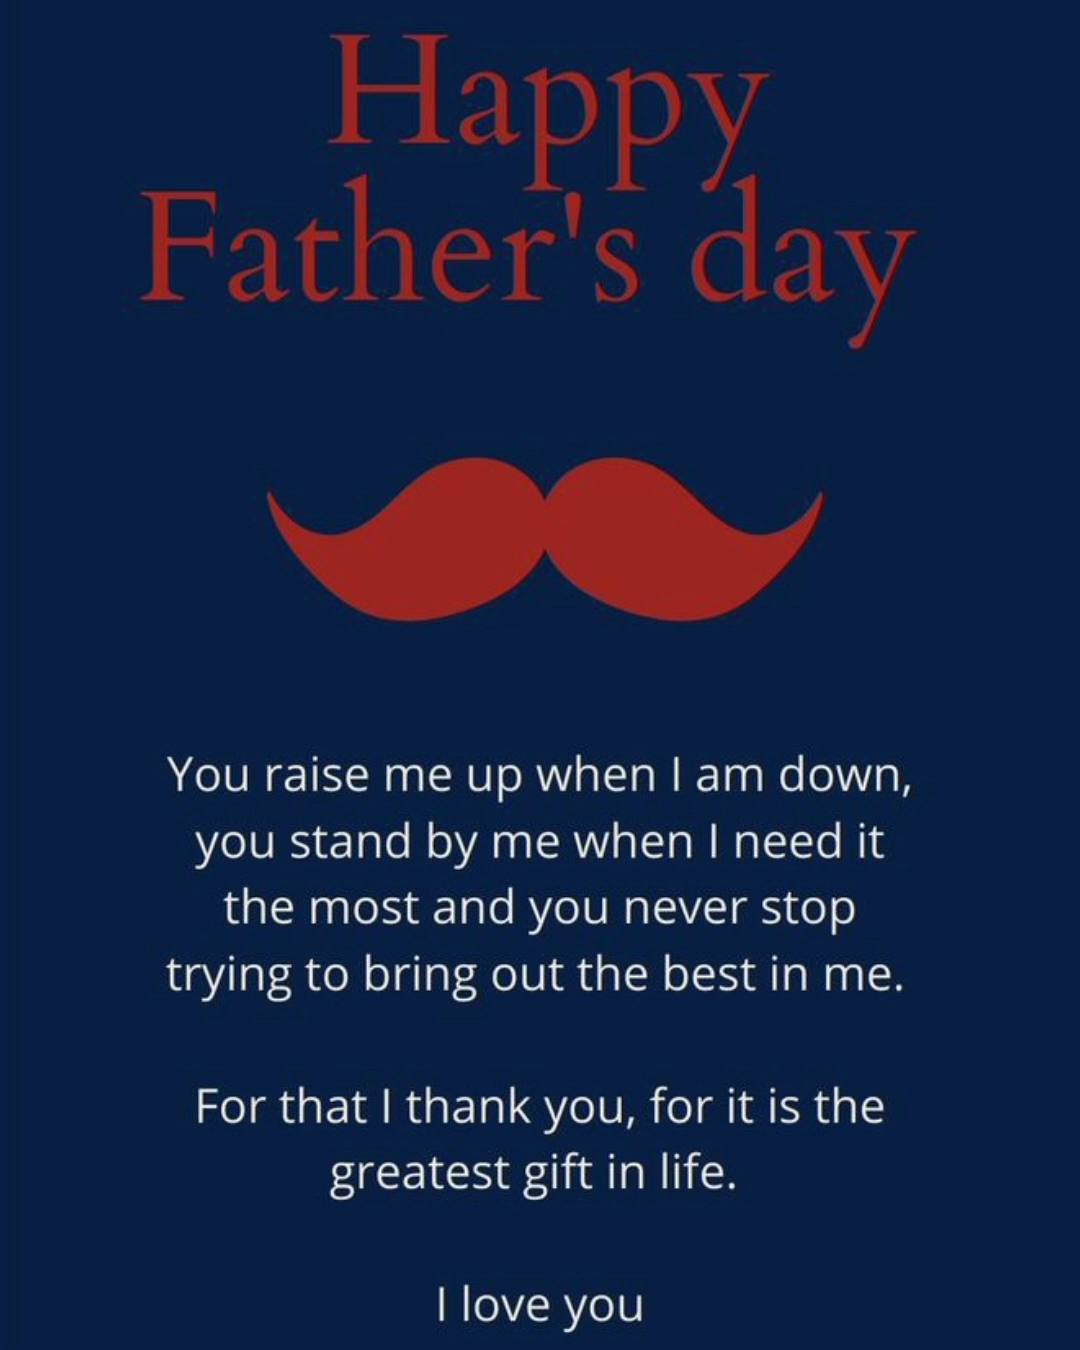 Happy
Father's day
You raise me up when I am down,
you stand by me when I need it
the most and you never stop
trying to bring out the best in me.
For that I thank you, for it is the
greatest gift in life.
I love you